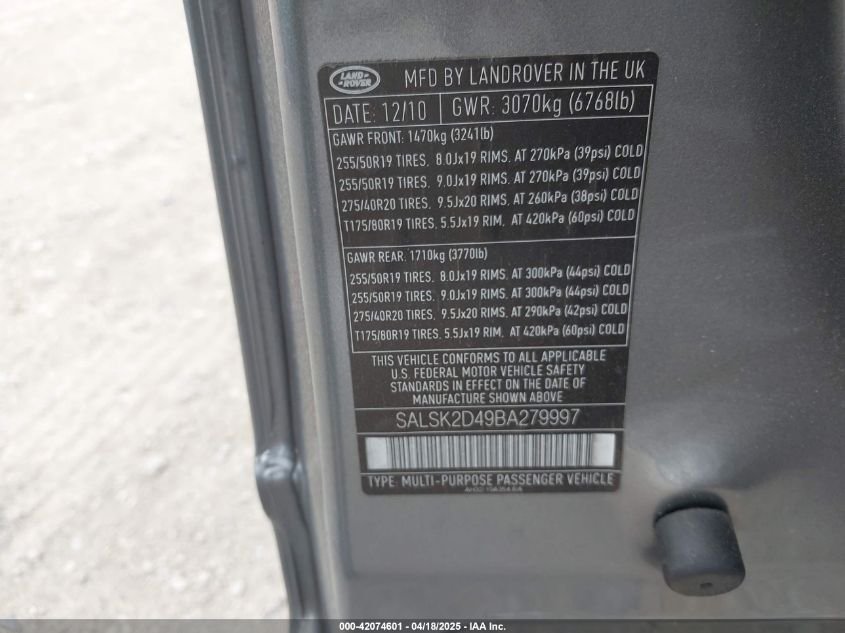 LAND
ROVER
MFD BY LANDROVER IN THE UK
DATE: 12/10 GWR: 3070kg (6768lb)
GAWR FRONT: 1470kg (3241lb)
255/50R19 TIRES. 8.0Jx19 RIMS. AT 270kPa (39psi) COLD
255/50R19 TIRES. 9.0Jx19 RIMS. AT 270kPa (39psi) COLD
275/40R20 TIRES. 9.5Jx20 RIMS. AT 260kPa (38psi) COLD
T175/80R19 TIRES. 5.5Jx19 RIM. AT 420kPa (60psi) COLD
GAWR REAR: 1710kg (3770lb)
255/50R19 TIRES. 8.0Jx19 RIMS. AT 300kPa (44psi) COLD
255/50R19 TIRES. 9.0Jx19 RIMS. AT 300kPa (44psi) COLD
275/40R20 TIRES. 9.5Jx20 RIMS. AT 290kPa (42psi) COLD
T175/80R19 TIRES. 5.5Jx19 RIM. AT 420kPa (60psi) COLD
THIS VEHICLE CONFORMS TO ALL APPLICABLE
U.S. FEDERAL MOTOR VEHICLE SAFETY
STANDARDS IN EFFECT ON THE DATE OF
MANUFACTURE SHOWN ABOVE
SALSK2D49BA279997
TYPE: MULTI-PURPOSE PASSENGER VEHICLE
000-42074601 - 04/18/2025 - IAA Inc.